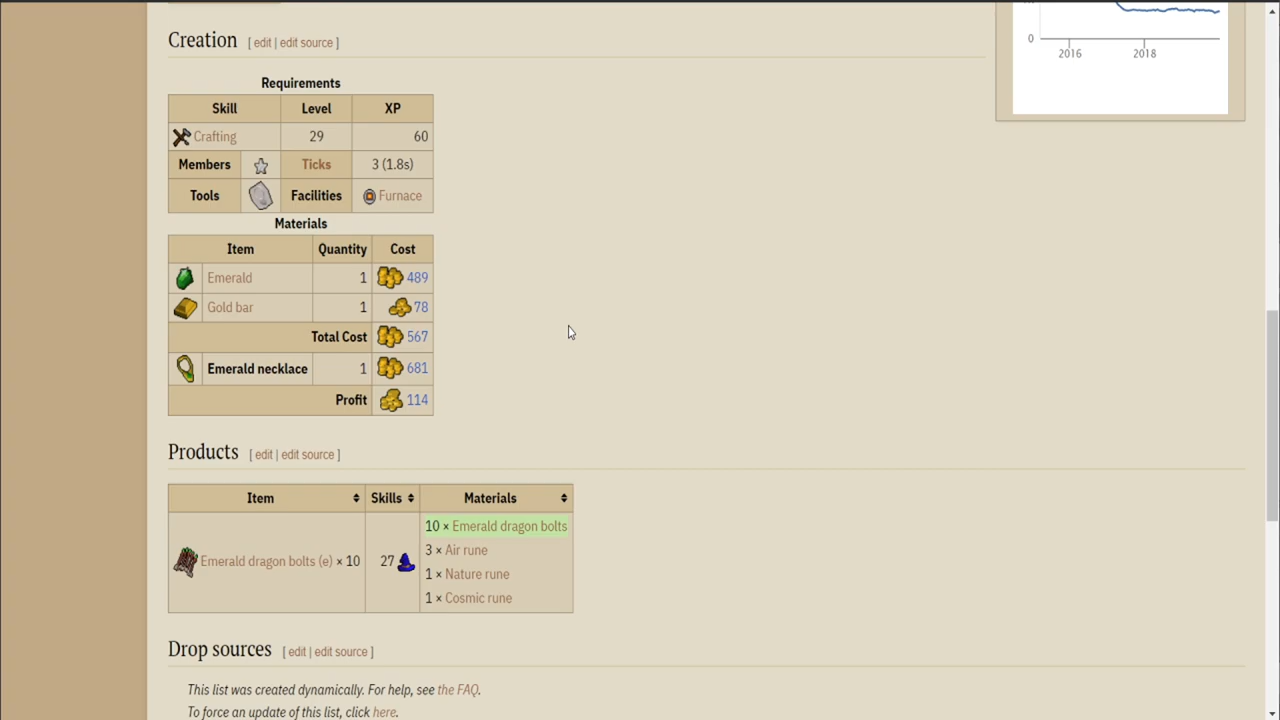 0
2016 2018
Creation [ edit | edit source ]
Requirements
Skill Level XP
Crafting 29 60
Members Ticks 3 (1.8s)
Tools Facilities Furnace
Materials
Item Quantity Cost
Emerald 1 489
Gold bar 1 78
Total Cost 567
Emerald necklace 1 681
Profit 114
Products [ edit | edit source ]
Item Skills Materials
Emerald dragon bolts (e) × 10 27 10 × Emerald dragon bolts
3 × Air rune
1 × Nature rune
1 × Cosmic rune
Drop sources [ edit | edit source ]
This list was created dynamically. For help, see the FAQ.
To force an update of this list, click here.